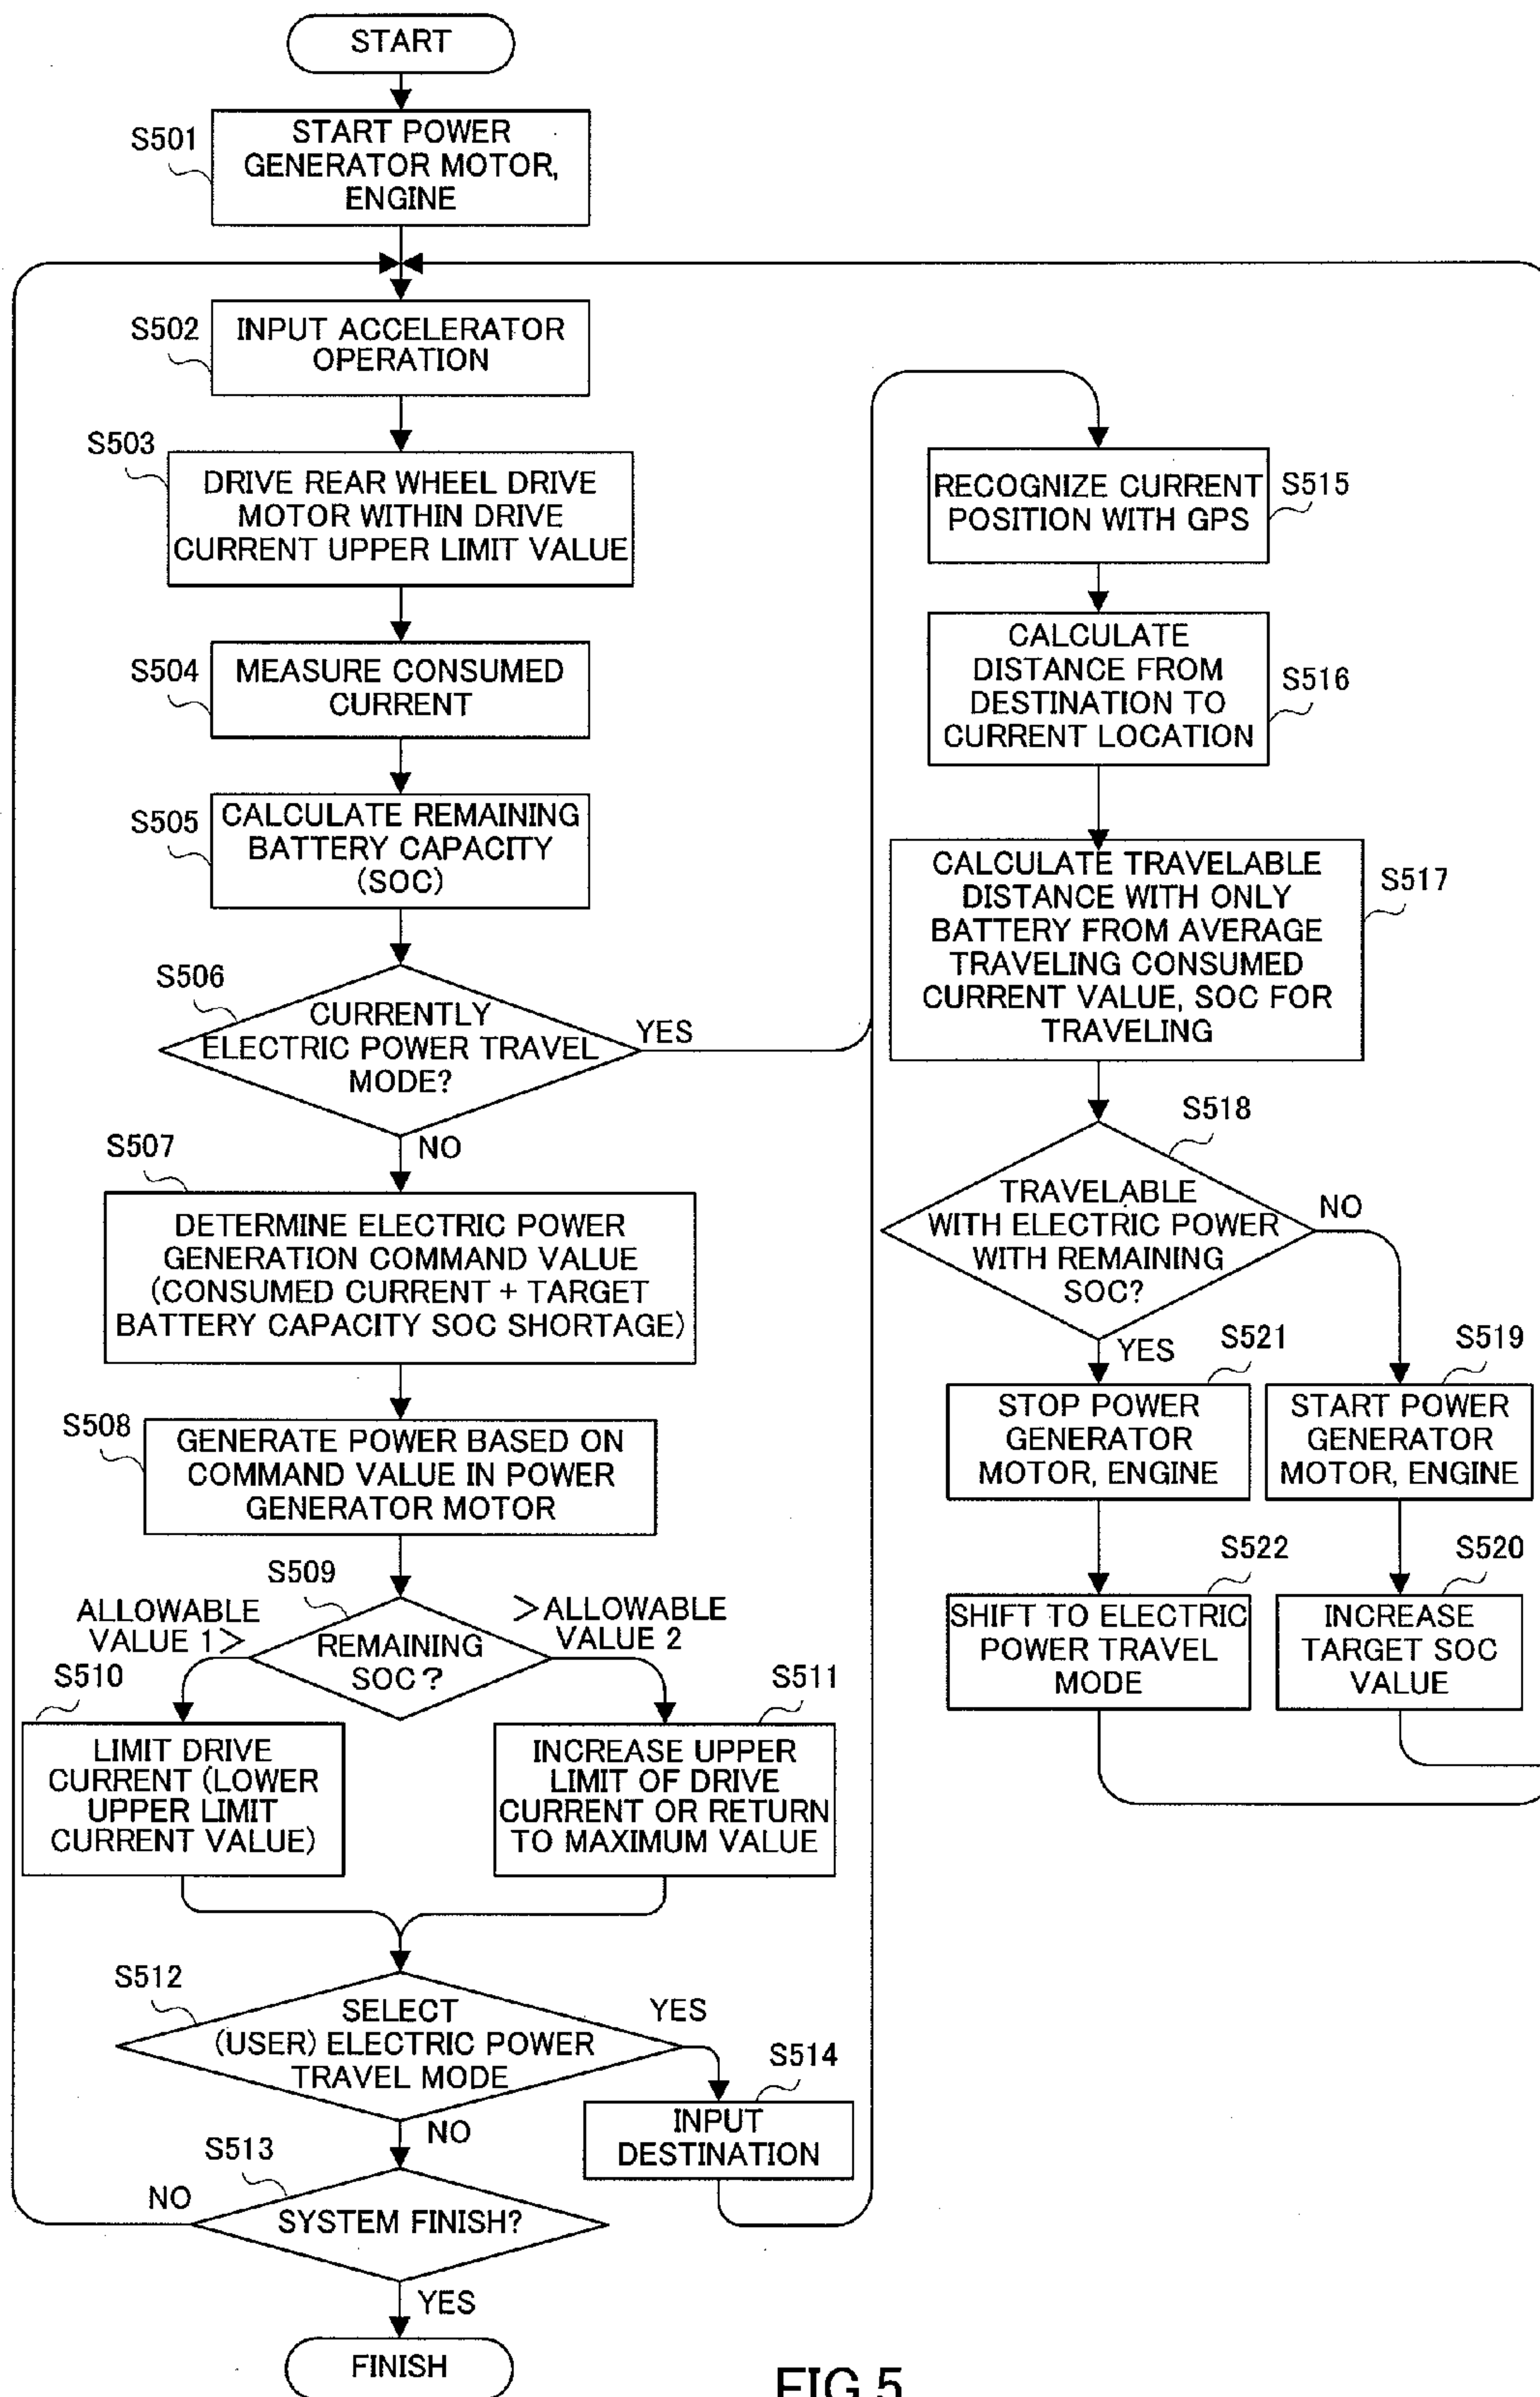 START
S501
START POWER
GENERATOR MOTOR,
ENGINE
S502
INPUT ACCELERATOR
OPERATION
S503
DRIVE REAR WHEEL DRIVE
MOTOR WITHIN DRIVE
CURRENT UPPER LIMIT VALUE
S504
MEASURE CONSUMED
CURRENT
S505
CALCULATE REMAINING
BATTERY CAPACITY
(SOC)
S506
CURRENTLY
ELECTRIC POWER TRAVEL
MODE?
YES
NO
S507
DETERMINE ELECTRIC POWER
GENERATION COMMAND VALUE
(CONSUMED CURRENT + TARGET
BATTERY CAPACITY SOC SHORTAGE)
S508
GENERATE POWER BASED ON
COMMAND VALUE IN POWER
GENERATOR MOTOR
S509
ALLOWABLE
VALUE 1 >
REMAINING
SOC?
> ALLOWABLE
VALUE 2
S510
LIMIT DRIVE
CURRENT (LOWER
UPPER LIMIT
CURRENT VALUE)
S511
INCREASE UPPER
LIMIT OF DRIVE
CURRENT OR RETURN
TO MAXIMUM VALUE
S512
SELECT
(USER) ELECTRIC POWER
TRAVEL MODE
YES
NO
S514
INPUT
DESTINATION
S513
SYSTEM FINISH?
NO
YES
FINISH
RECOGNIZE CURRENT
POSITION WITH GPS
S515
CALCULATE
DISTANCE FROM
DESTINATION TO
CURRENT LOCATION
S516
CALCULATE TRAVELABLE
DISTANCE WITH ONLY
BATTERY FROM AVERAGE
TRAVELING CONSUMED
CURRENT VALUE, SOC FOR
TRAVELING
S517
S518
TRAVELABLE
WITH ELECTRIC POWER
WITH REMAINING
SOC?
NO
YES
S521
STOP POWER
GENERATOR
MOTOR, ENGINE
S519
START POWER
GENERATOR
MOTOR, ENGINE
S522
SHIFT TO ELECTRIC
POWER TRAVEL
MODE
S520
INCREASE
TARGET SOC
VALUE
FIG.5